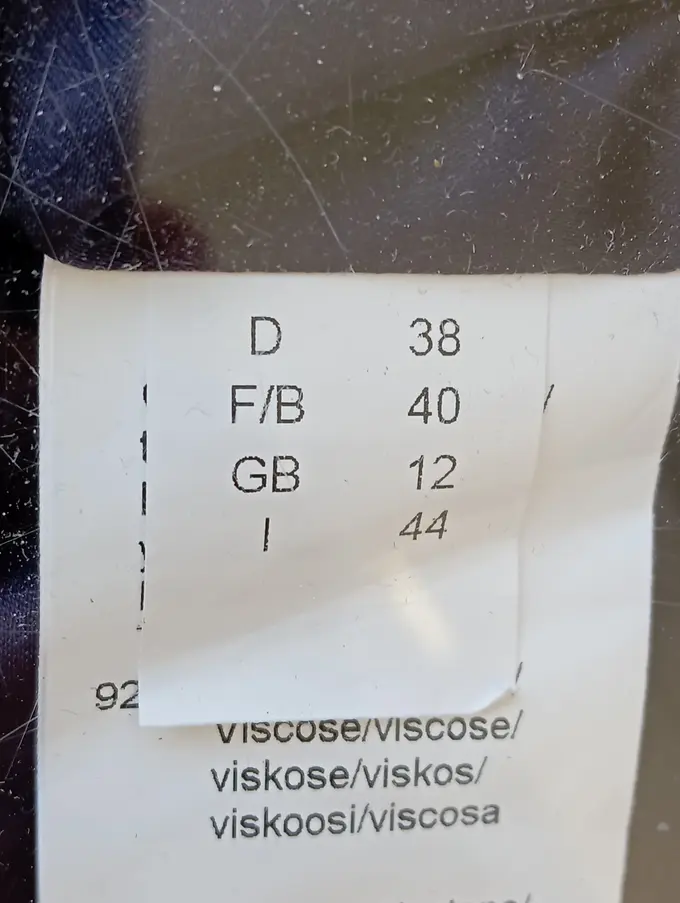 D 38
F/B 40
GB 12
I 44
92
viscose/viscose/
viskose/viskos/
viskoosi/viscosa